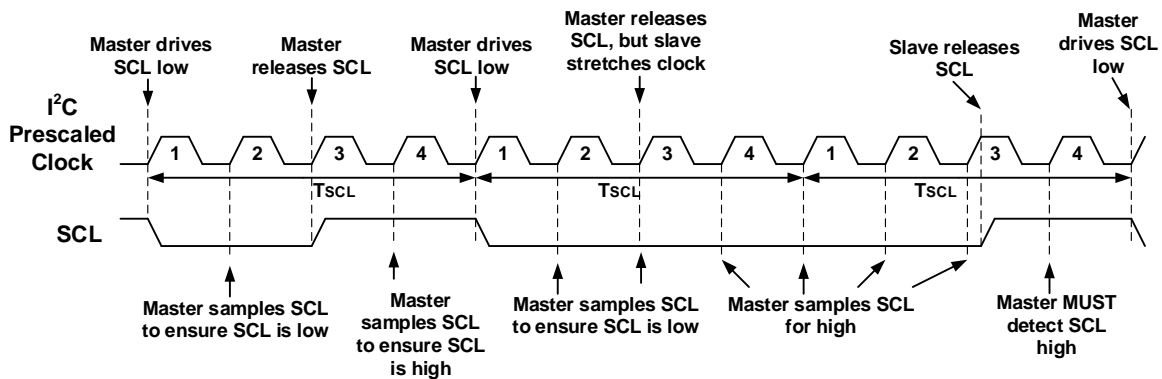 Master drives
SCL low
Master
releases SCL
Master drives
SCL low
Master releases
SCL, but slave
stretches clock
Slave releases
SCL
Master
drives SCL
low
I²C
Prescaled
Clock
1 2 3 4 1 2 3 4 1 2 3 4
TSCL TSCL TSCL
SCL
Master samples SCL
to ensure SCL is low
Master
samples SCL
to ensure SCL
is high
Master samples SCL
to ensure SCL is low
Master samples SCL
for high
Master MUST
detect SCL
high